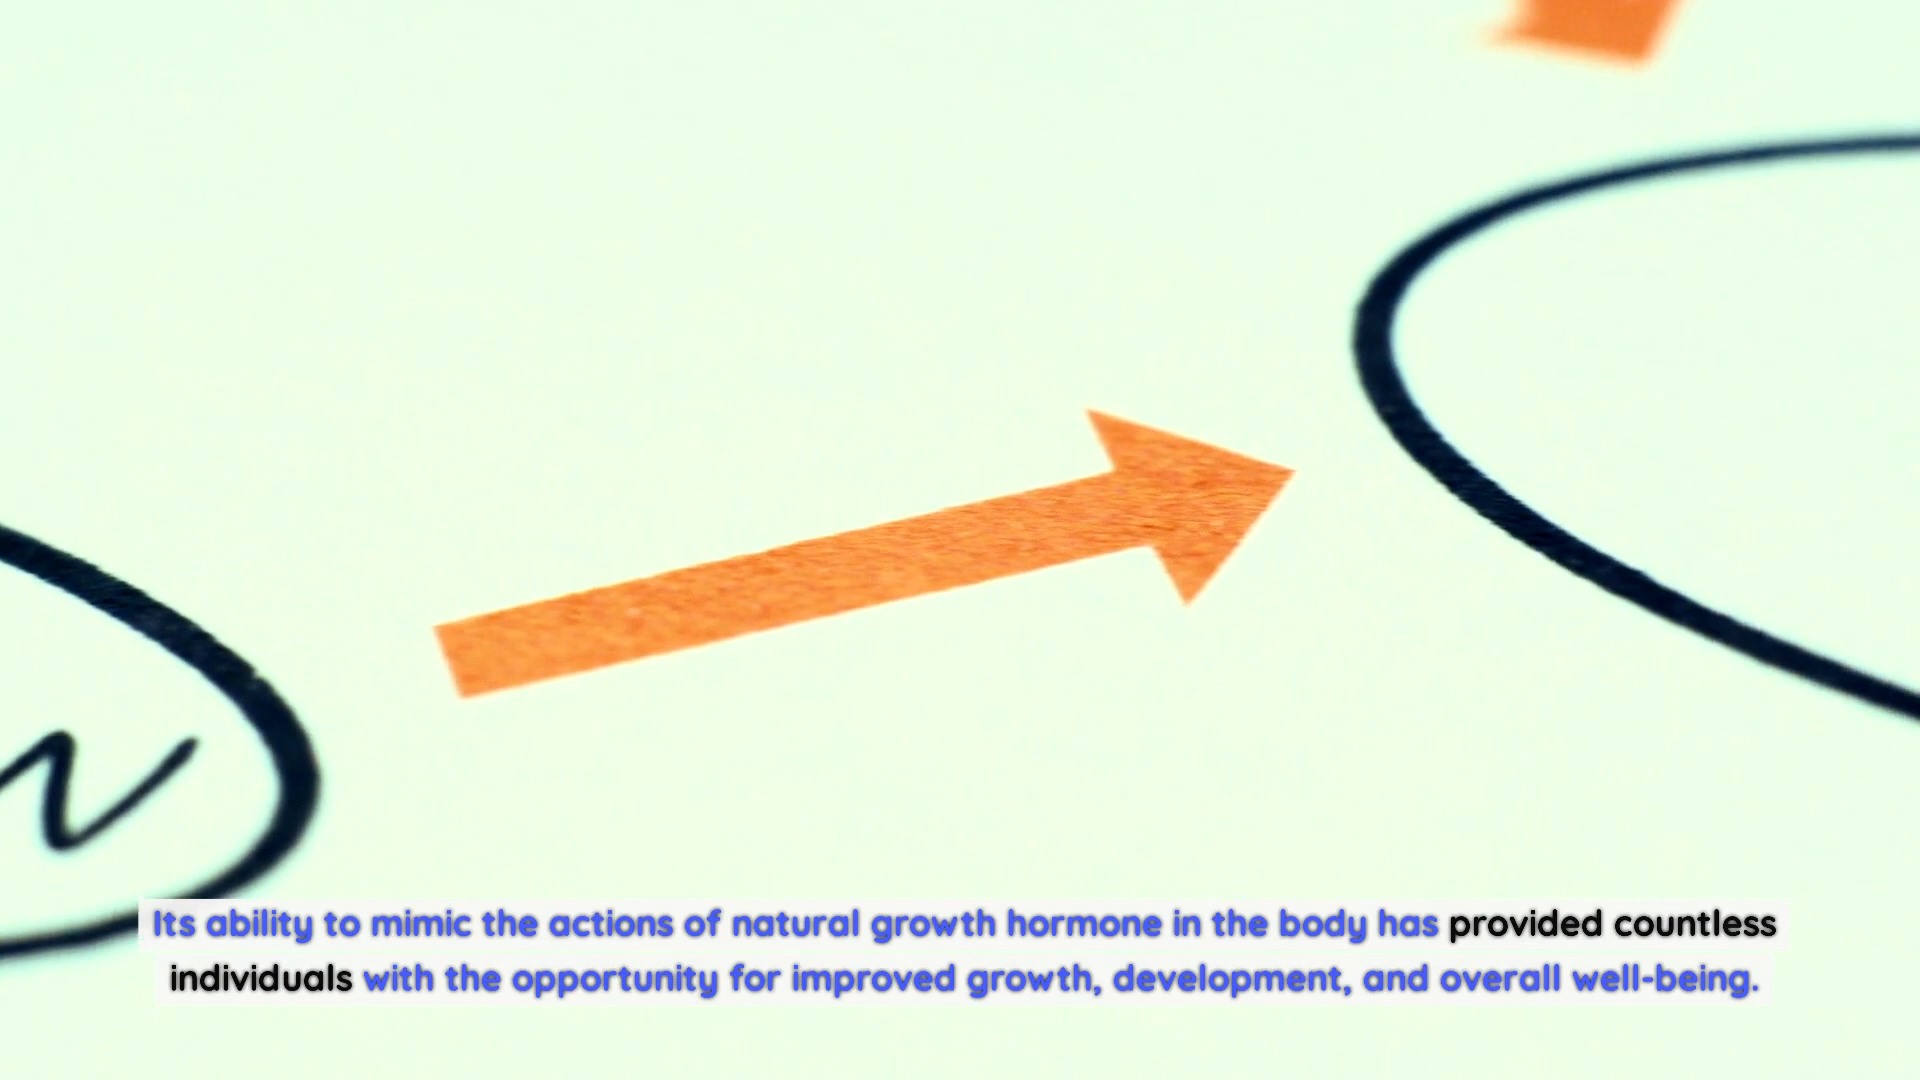 N
Its ability to mimic the actions of natural growth hormone in the body has provided countless
individuals with the opportunity for improved growth, development, and overall well-being.